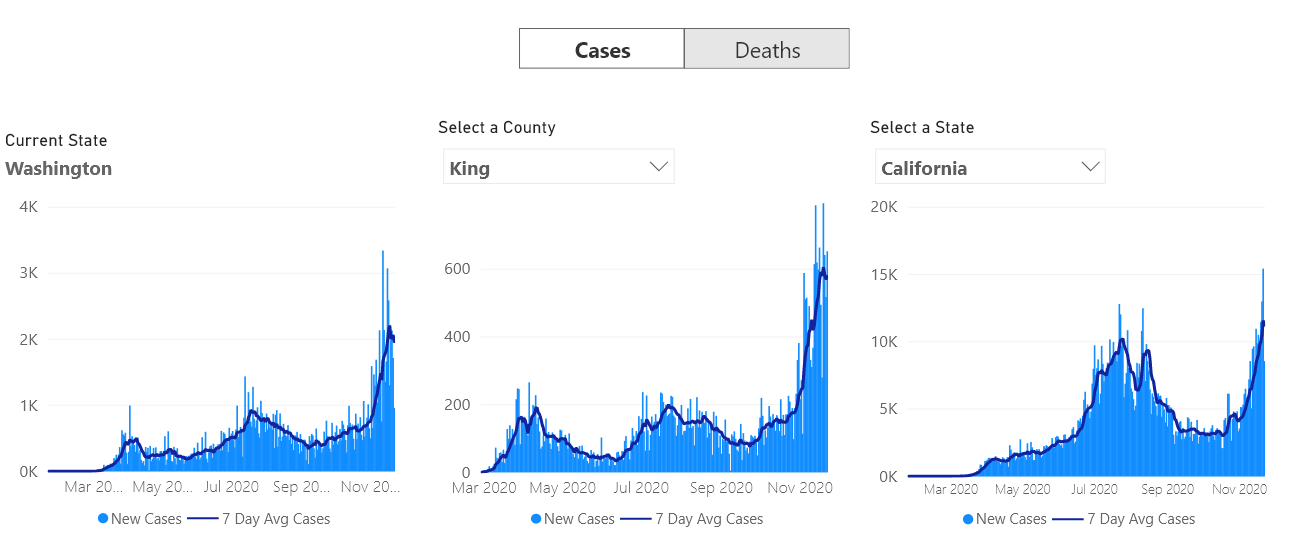 Cases Deaths
Current State
Washington
4K
3K
2K
1K
0K
Mar 20... May 20... Jul 2020 Sep 20... Nov 20...
New Cases 7 Day Avg Cases
Select a County
King
600
400
200
0
Mar 2020 May 2020 Jul 2020 Sep 2020 Nov 2020
New Cases 7 Day Avg Cases
Select a State
California
20K
15K
10K
5K
0K
Mar 2020 May 2020 Jul 2020 Sep 2020 Nov 2020
New Cases 7 Day Avg Cases